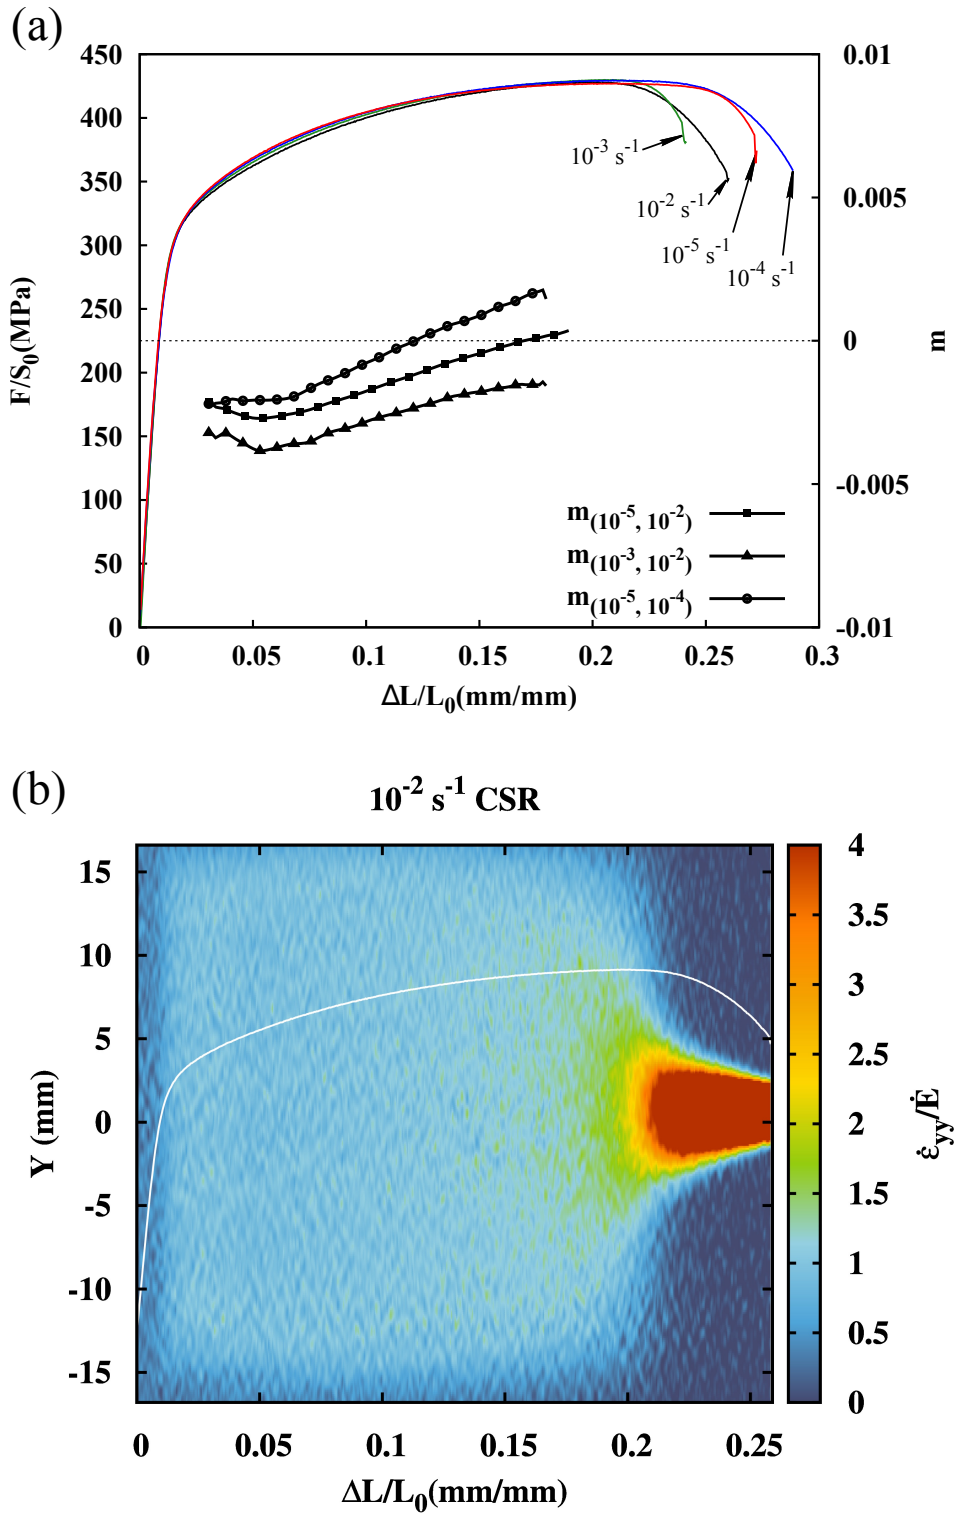 (a)
450
400
350
300
250
200
150
100
50
0
F/S₀(MPa)
0.01
0.005
0
-0.005
-0.01
m
10⁻³ s⁻¹
10⁻² s⁻¹
10⁻⁵ s⁻¹
10⁻⁴ s⁻¹
m(10⁻⁵, 10⁻²)
m(10⁻³, 10⁻²)
m(10⁻⁵, 10⁻⁴)
0 0.05 0.1 0.15 0.2 0.25 0.3
ΔL/L₀(mm/mm)
(b)
10⁻² s⁻¹ CSR
15
10
5
0
-5
-10
-15
Y (mm)
4
3.5
3
2.5
2
1.5
1
0.5
0
ε̇yy/Ė
0 0.05 0.1 0.15 0.2 0.25
ΔL/L₀(mm/mm)